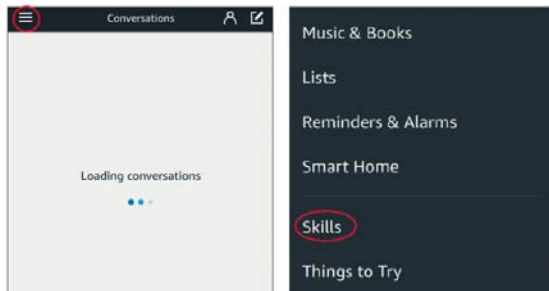 Conversations
Loading conversations
Music & Books
Lists
Reminders & Alarms
Smart Home
Skills
Things to Try